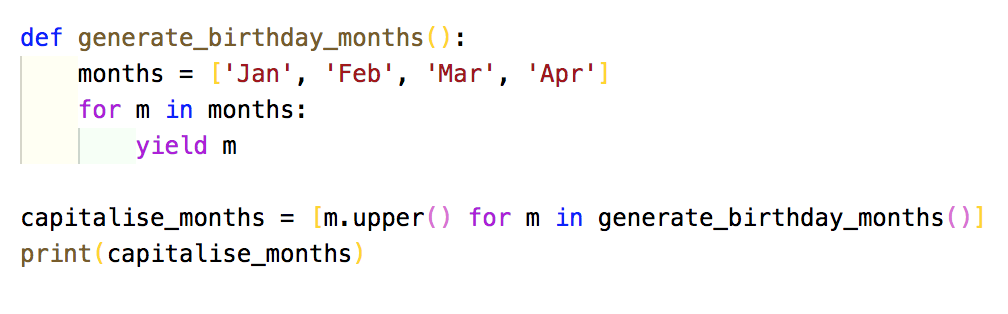 def generate_birthday_months():
    months = ['Jan', 'Feb', 'Mar', 'Apr']
    for m in months:
        yield m

capitalise_months = [m.upper() for m in generate_birthday_months()]
print(capitalise_months)